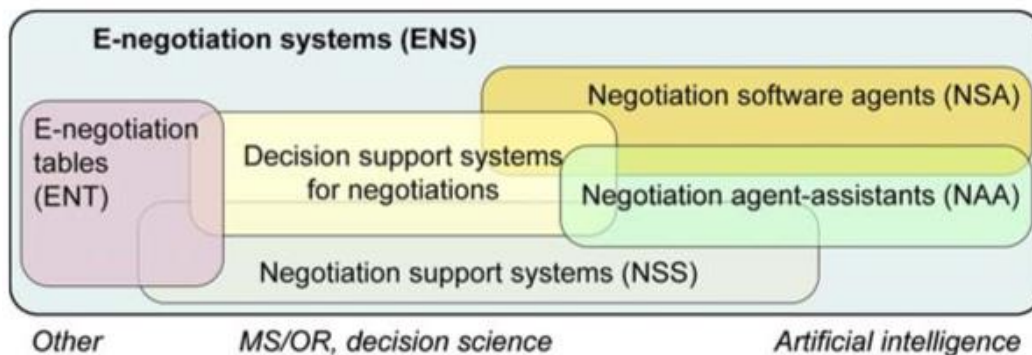 E-negotiation systems (ENS)
Negotiation software agents (NSA)
E-negotiation
tables
(ENT)
Decision support systems
for negotiations
Negotiation agent-assistants (NAA)
Negotiation support systems (NSS)
Other
MS/OR, decision science
Artificial intelligence